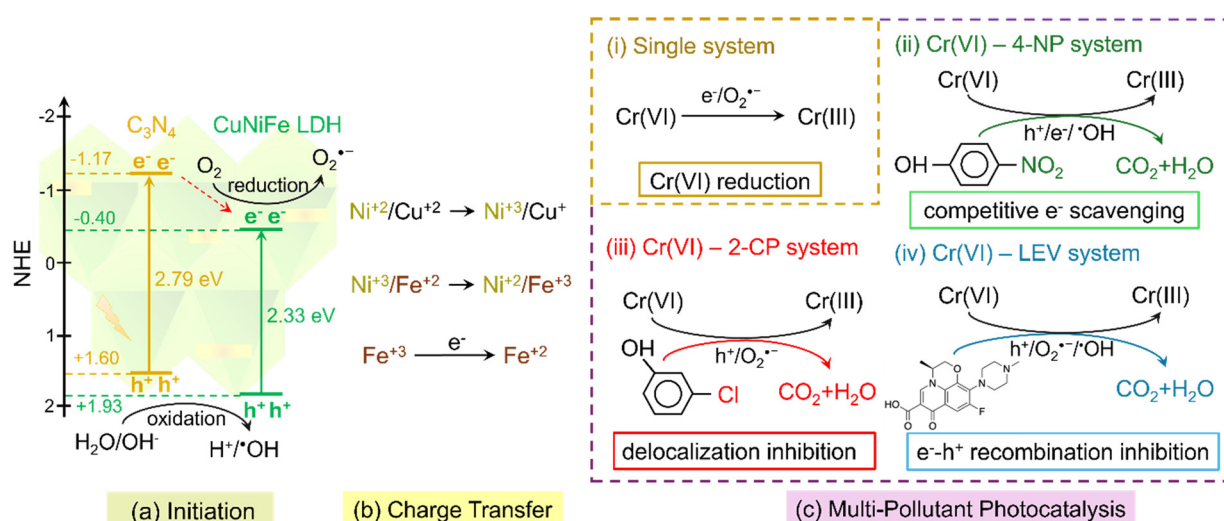 NHE
-2
-1
0
1
2
C₃N₄
CuNiFe LDH
-1.17
e⁻ e⁻
O₂
O₂•⁻
reduction
-0.40
e⁻ e⁻
2.79 eV
2.33 eV
+1.60
h⁺ h⁺
+1.93
h⁺ h⁺
oxidation
H₂O/OH⁻
H⁺/•OH
(a) Initiation
Ni⁺²/Cu⁺² → Ni⁺³/Cu⁺
Ni⁺³/Fe⁺² → Ni⁺²/Fe⁺³
e⁻
Fe⁺³ → Fe⁺²
(b) Charge Transfer
(i) Single system
e⁻/O₂•⁻
Cr(VI) → Cr(III)
Cr(VI) reduction
(ii) Cr(VI) – 4-NP system
Cr(VI)
Cr(III)
h⁺/e⁻/ •OH
OH
NO₂
CO₂+H₂O
competitive e⁻ scavenging
(iii) Cr(VI) – 2-CP system
Cr(VI)
Cr(III)
OH
h⁺/O₂•⁻
Cl
CO₂+H₂O
delocalization inhibition
(iv) Cr(VI) – LEV system
Cr(VI)
Cr(III)
h⁺/O₂•⁻/•OH
O
N
CH₃
N
N
HO
O
O
F
CO₂+H₂O
e⁻-h⁺ recombination inhibition
(c) Multi-Pollutant Photocatalysis